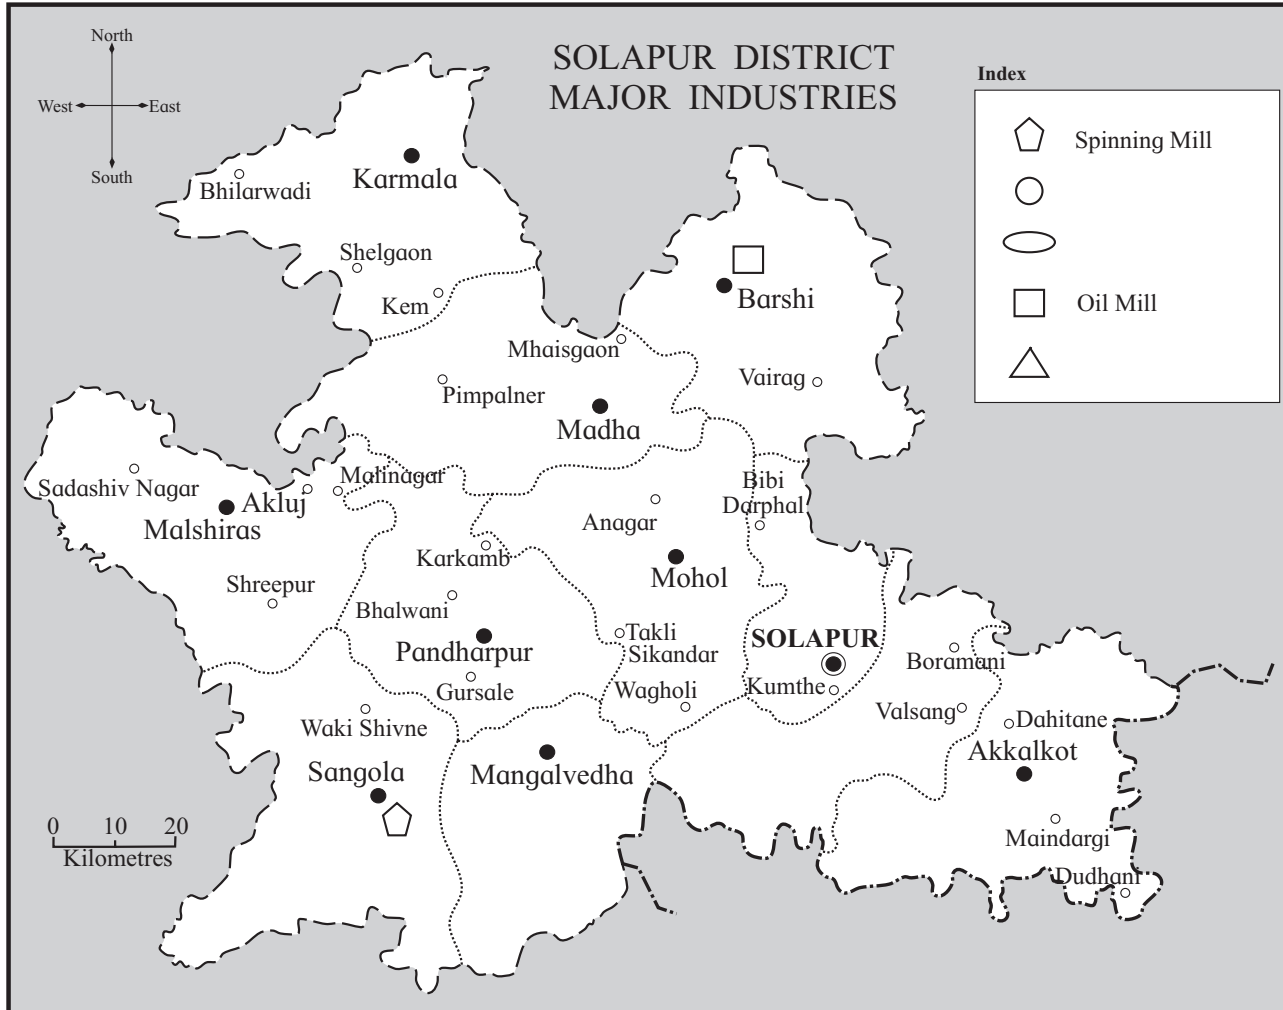 SOLAPUR DISTRICT
MAJOR INDUSTRIES
North
West
East
South
Index
Spinning Mill
Oil Mill
Karmala
Bhilarwadi
Shelgaon
Kem
Barshi
Mhaisgaon
Vairag
Pimpalner
Madha
Sadashiv Nagar
Akluj
Malinagar
Malshiras
Bibi
Darphal
Anagar
Karkamb
Mohol
Shreepur
Bhalwani
Takli
Sikandar
SOLAPUR
Pandharpur
Boramani
Gursale
Wagholi
Kumthe
Valsang
Waki Shivne
Dahitane
Sangola
Mangalvedha
Akkalkot
0 10 20
Kilometres
Maindargi
Dudhani